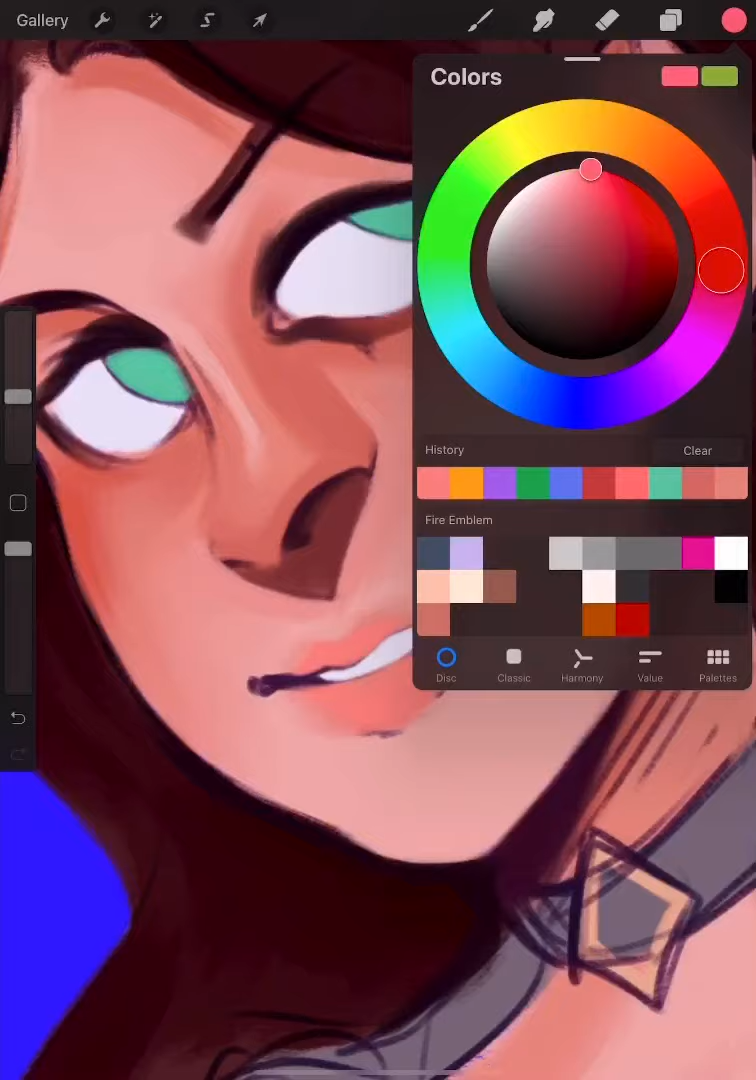 Gallery
Colors
History
Clear
Fire Emblem
Disc
Classic
Harmony
Value
Palettes